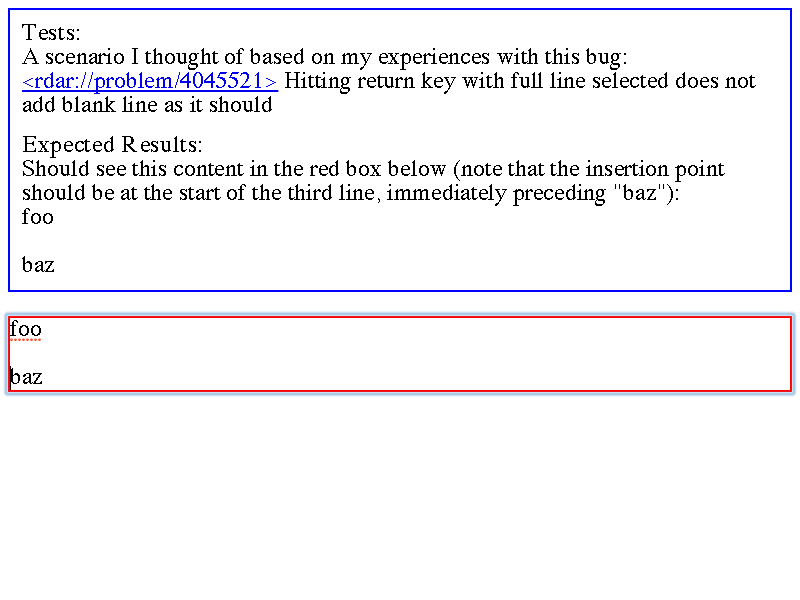 Tests:
A scenario I thought of based on my experiences with this bug:
<rdar://problem/4045521> Hitting return key with full line selected does not
add blank line as it should
Expected Results:
Should see this content in the red box below (note that the insertion point
should be at the start of the third line, immediately preceding "baz"):
foo
baz
foo
baz